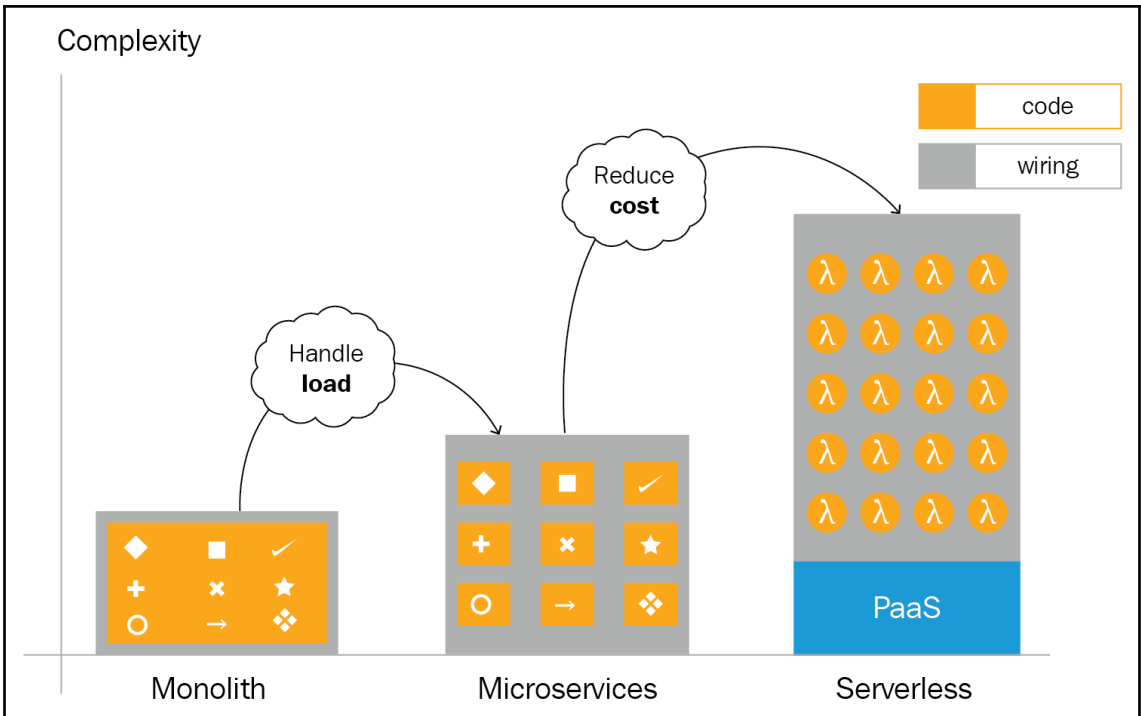 Complexity
code
wiring
Reduce
cost
Handle
load
λ λ λ λ
λ λ λ λ
λ λ λ λ
λ λ λ λ
λ λ λ λ
PaaS
Monolith
Microservices
Serverless